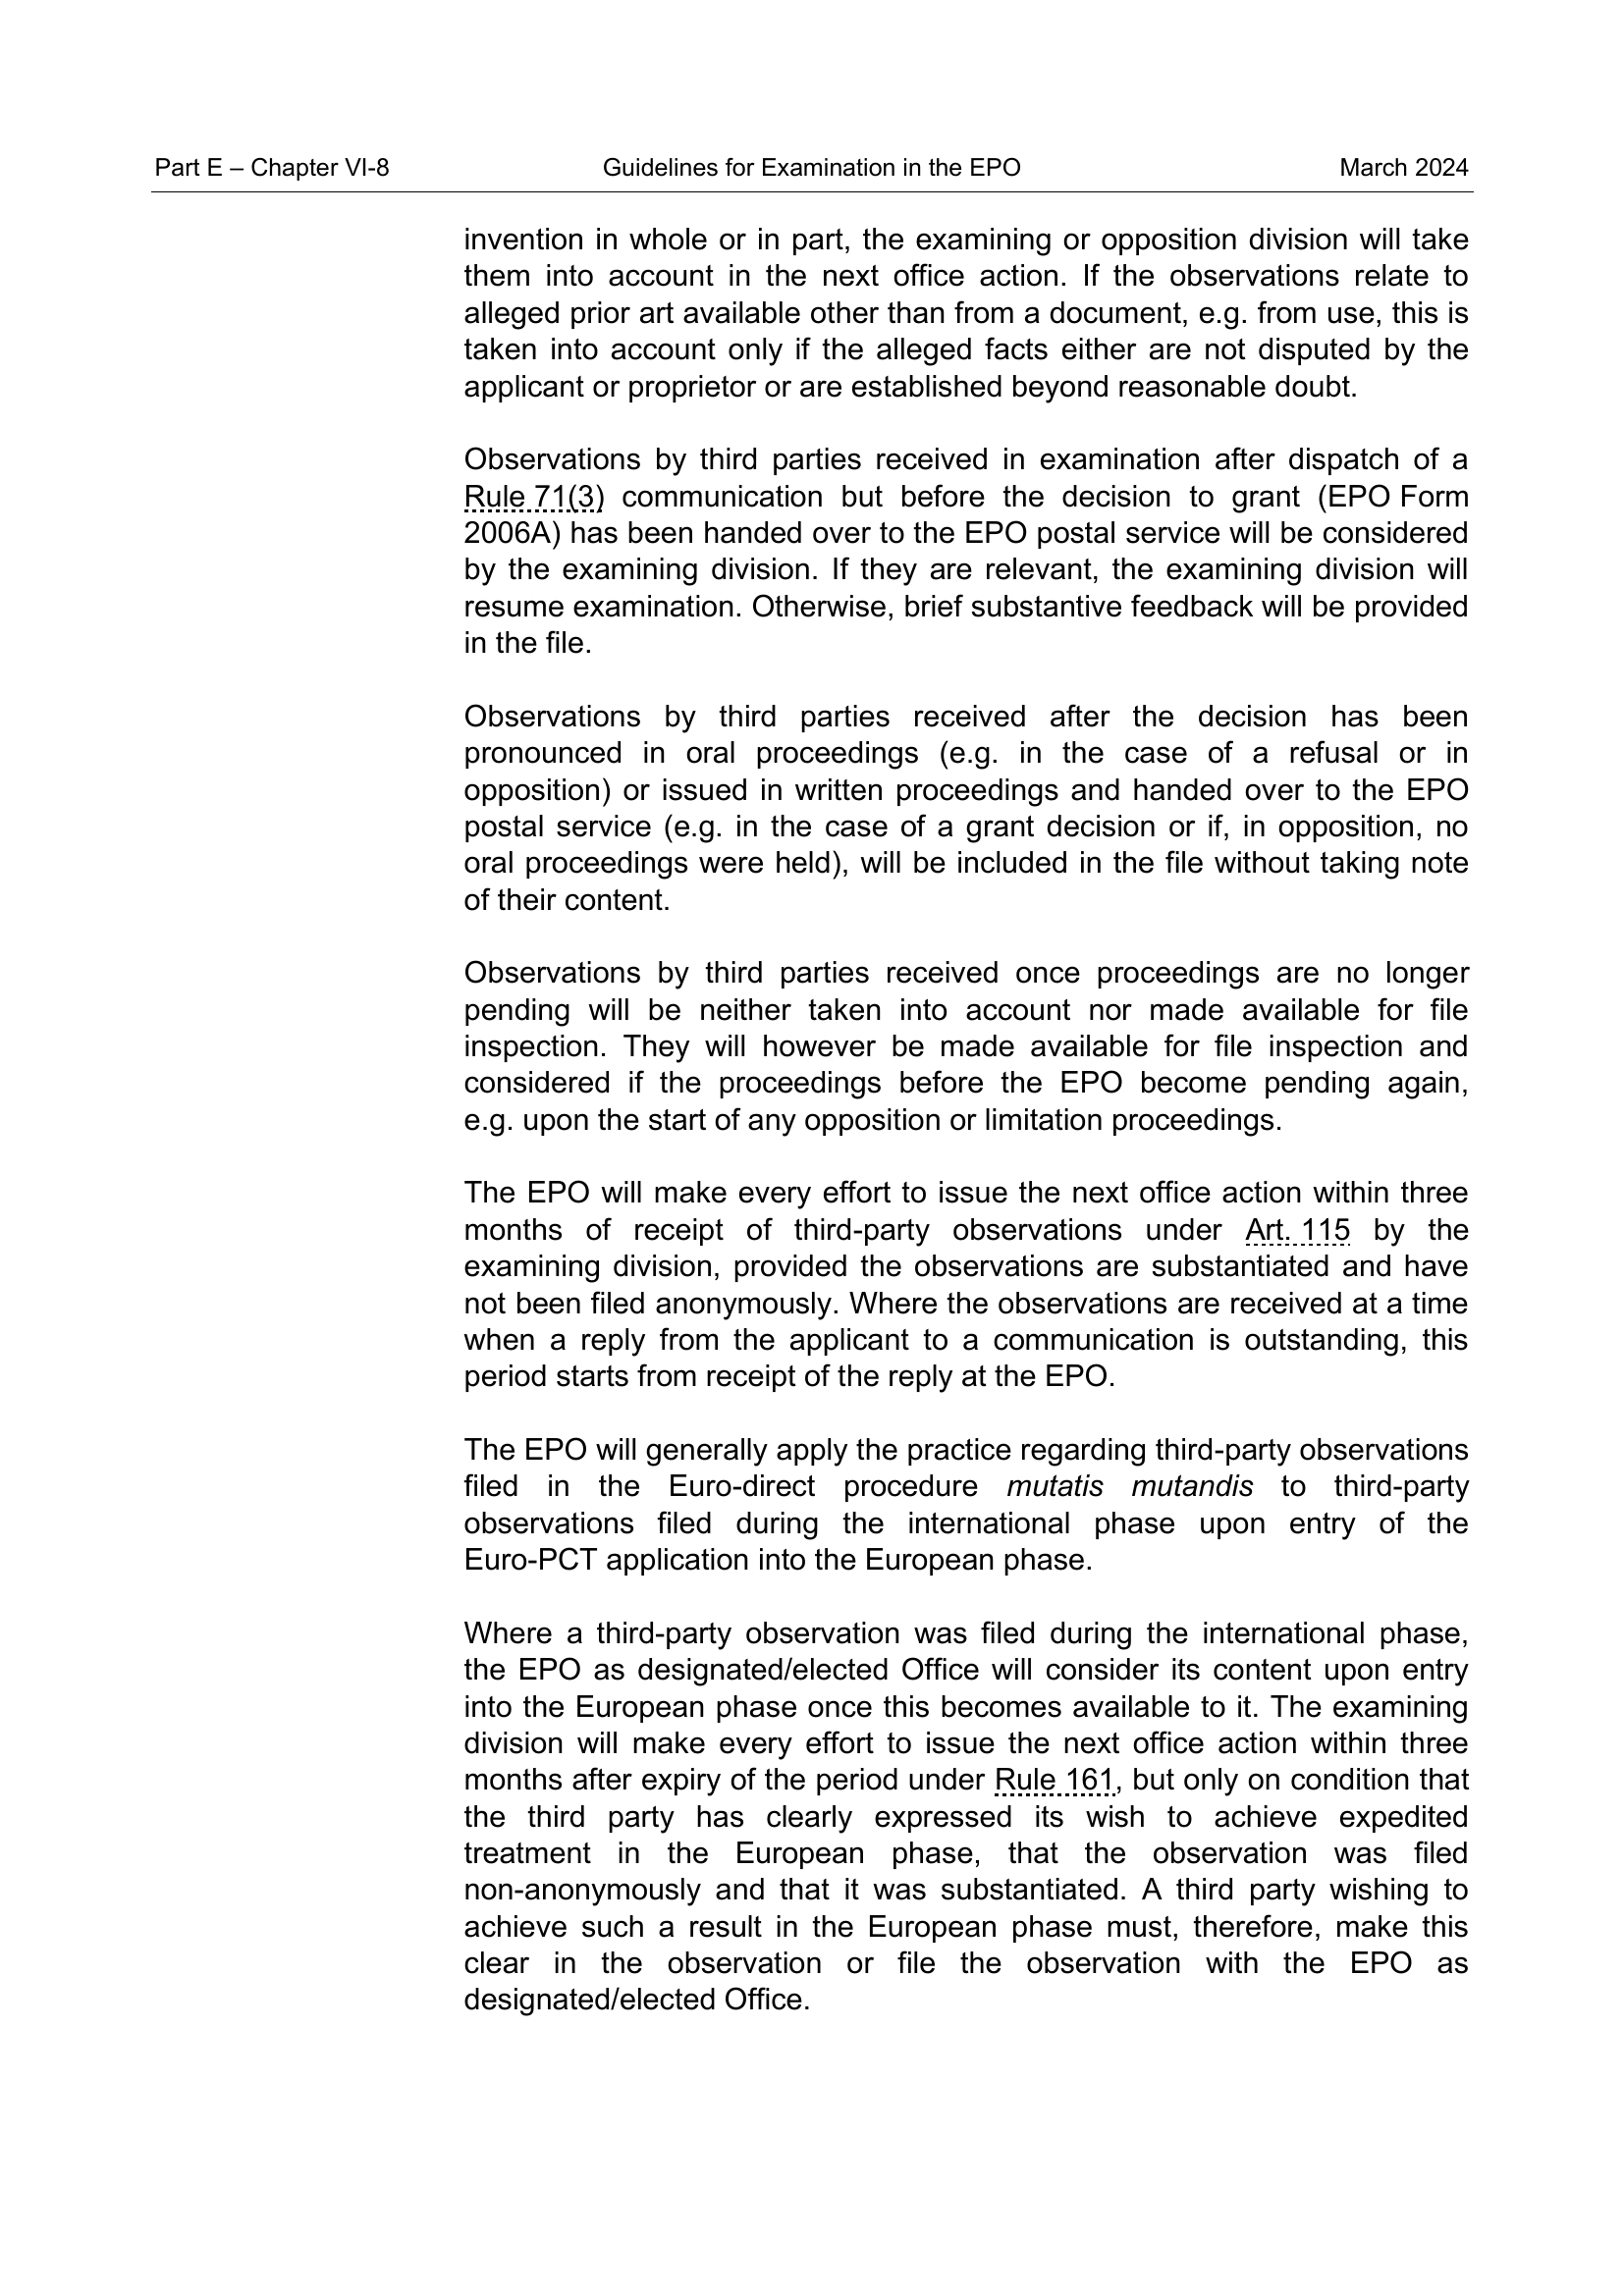 Part E – Chapter VI-8 Guidelines for Examination in the EPO March 2024
invention in whole or in part, the examining or opposition division will take
them into account in the next office action. If the observations relate to
alleged prior art available other than from a document, e.g. from use, this is
taken into account only if the alleged facts either are not disputed by the
applicant or proprietor or are established beyond reasonable doubt.
Observations by third parties received in examination after dispatch of a
Rule 71(3) communication but before the decision to grant (EPO Form
2006A) has been handed over to the EPO postal service will be considered
by the examining division. If they are relevant, the examining division will
resume examination. Otherwise, brief substantive feedback will be provided
in the file.
Observations by third parties received after the decision has been
pronounced in oral proceedings (e.g. in the case of a refusal or in
opposition) or issued in written proceedings and handed over to the EPO
postal service (e.g. in the case of a grant decision or if, in opposition, no
oral proceedings were held), will be included in the file without taking note
of their content.
Observations by third parties received once proceedings are no longer
pending will be neither taken into account nor made available for file
inspection. They will however be made available for file inspection and
considered if the proceedings before the EPO become pending again,
e.g. upon the start of any opposition or limitation proceedings.
The EPO will make every effort to issue the next office action within three
months of receipt of third-party observations under Art. 115 by the
examining division, provided the observations are substantiated and have
not been filed anonymously. Where the observations are received at a time
when a reply from the applicant to a communication is outstanding, this
period starts from receipt of the reply at the EPO.
The EPO will generally apply the practice regarding third-party observations
filed in the Euro-direct procedure mutatis mutandis to third-party
observations filed during the international phase upon entry of the
Euro-PCT application into the European phase.
Where a third-party observation was filed during the international phase,
the EPO as designated/elected Office will consider its content upon entry
into the European phase once this becomes available to it. The examining
division will make every effort to issue the next office action within three
months after expiry of the period under Rule 161, but only on condition that
the third party has clearly expressed its wish to achieve expedited
treatment in the European phase, that the observation was filed
non-anonymously and that it was substantiated. A third party wishing to
achieve such a result in the European phase must, therefore, make this
clear in the observation or file the observation with the EPO as
designated/elected Office.